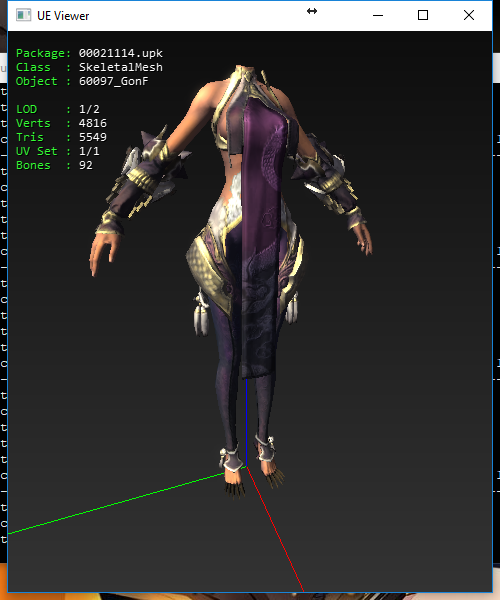 UE Viewer
Package: 00021114.upk
Class : SkeletalMesh
Object : 60097_GonF
LOD : 1/2
Verts : 4816
Tris : 5549
UV Set : 1/1
Bones : 92